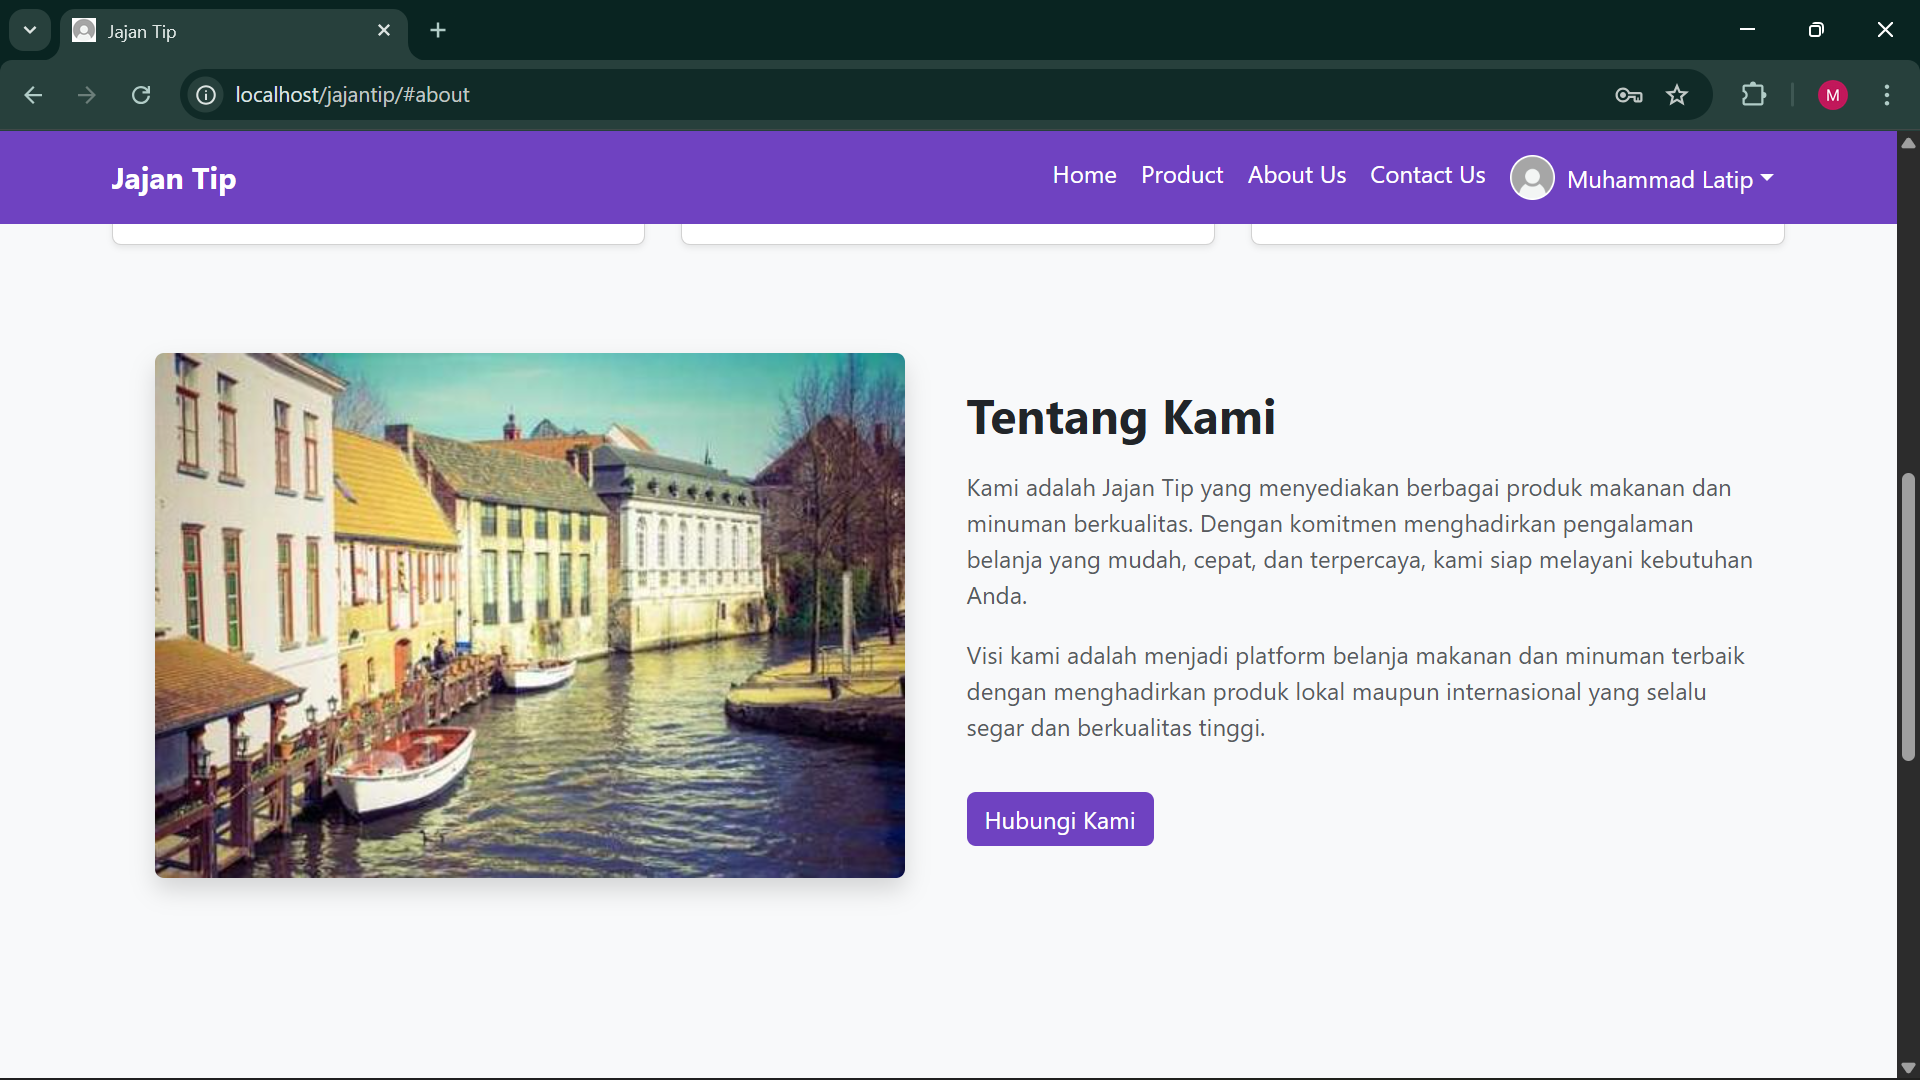 Jajan Tip
localhost/jajantip/#about
M
Jajan Tip
Home Product About Us Contact Us Muhammad Latip
Tentang Kami
Kami adalah Jajan Tip yang menyediakan berbagai produk makanan dan
minuman berkualitas. Dengan komitmen menghadirkan pengalaman
belanja yang mudah, cepat, dan terpercaya, kami siap melayani kebutuhan
Anda.
Visi kami adalah menjadi platform belanja makanan dan minuman terbaik
dengan menghadirkan produk lokal maupun internasional yang selalu
segar dan berkualitas tinggi.
Hubungi Kami